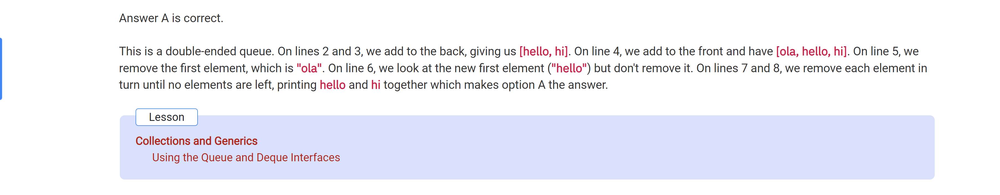 Answer A is correct.
This is a double-ended queue. On lines 2 and 3, we add to the back, giving us [hello, hi]. On line 4, we add to the front and have [ola, hello, hi]. On line 5, we
remove the first element, which is "ola". On line 6, we look at the new first element ("hello") but don't remove it. On lines 7 and 8, we remove each element in
turn until no elements are left, printing hello and hi together which makes option A the answer.
Lesson
Collections and Generics
Using the Queue and Deque Interfaces